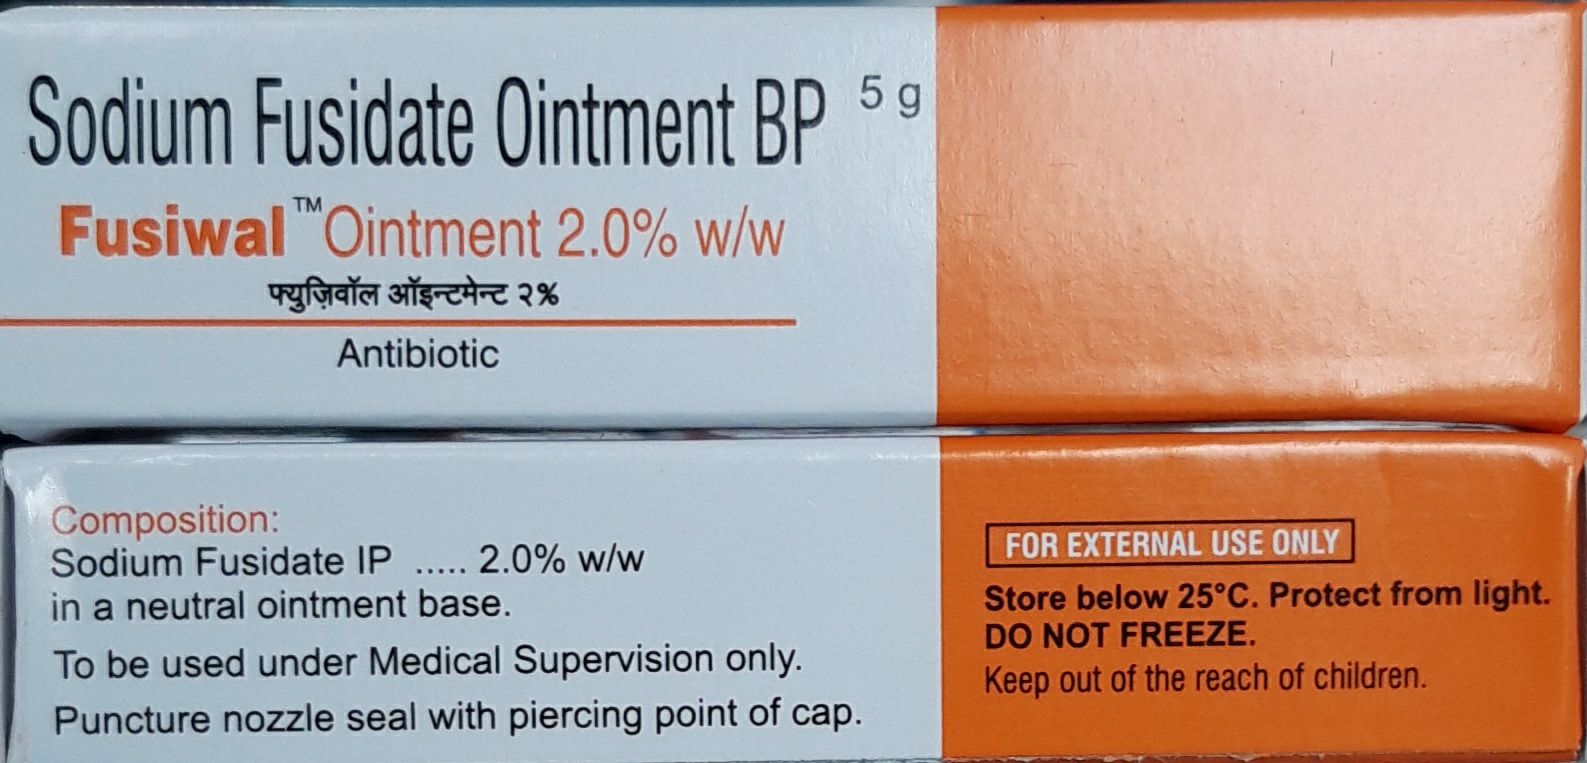 Sodium Fusidate Ointment BP 5 g
Fusiwal™ Ointment 2.0% w/w
फ्युज़िवॉल ऑइन्टमेन्ट २%
Antibiotic
Composition:
Sodium Fusidate IP ..... 2.0% w/w
in a neutral ointment base.
To be used under Medical Supervision only.
Puncture nozzle seal with piercing point of cap.
FOR EXTERNAL USE ONLY
Store below 25°C. Protect from light.
DO NOT FREEZE.
Keep out of the reach of children.